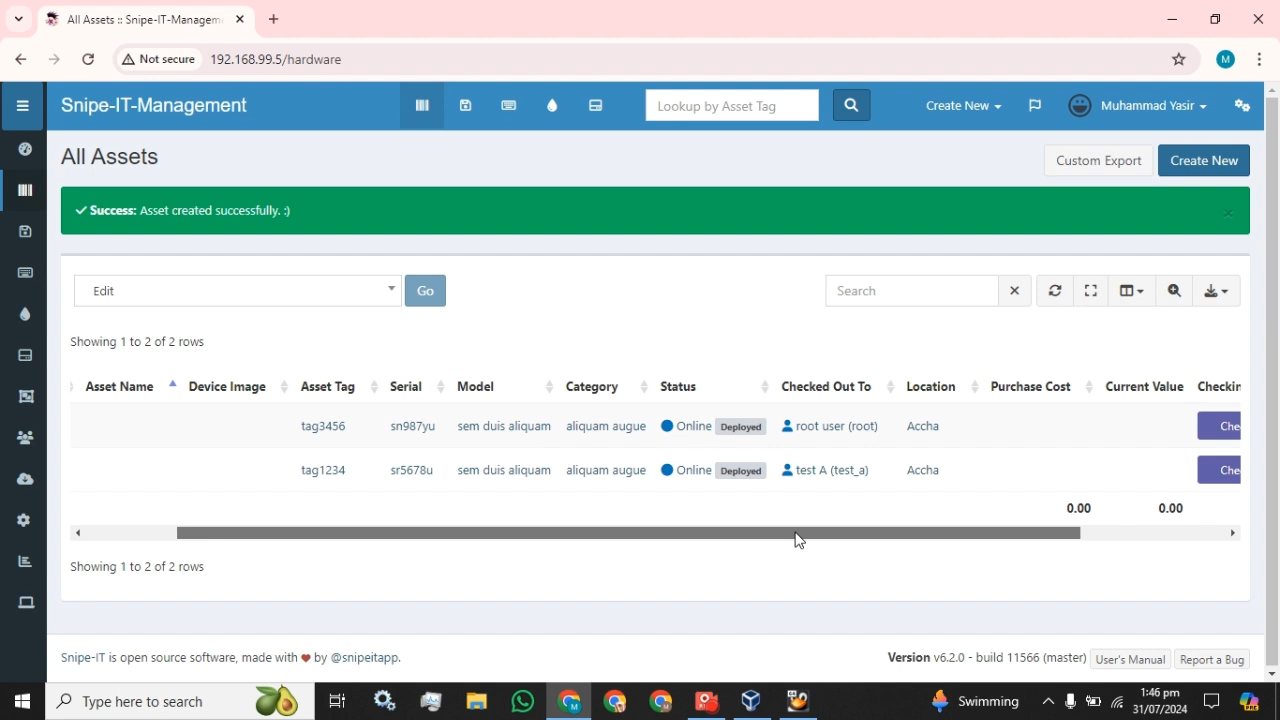 All Assets :: Snipe-IT-Managem
Not secure 192.168.99.5/hardware
M
Snipe-IT-Management
Lookup by Asset Tag
Create New
Muhammad Yasir
All Assets
Custom Export
Create New
Success: Asset created successfully. :)
×
Edit
Go
Search
Showing 1 to 2 of 2 rows
Asset Name Device Image Asset Tag Serial Model Category Status Checked Out To Location Purchase Cost Current Value Checkin
tag3456 sn987yu sem duis aliquam aliquam augue Online Deployed root user (root) Accha Che
tag1234 sr5678u sem duis aliquam aliquam augue Online Deployed test A (test_a) Accha Che
0.00 0.00
Showing 1 to 2 of 2 rows
Snipe-IT is open source software, made with ♥ by @snipeitapp.
Version v6.2.0 - build 11566 (master) User's Manual Report a Bug
Type here to search
Swimming
1:46 pm
31/07/2024